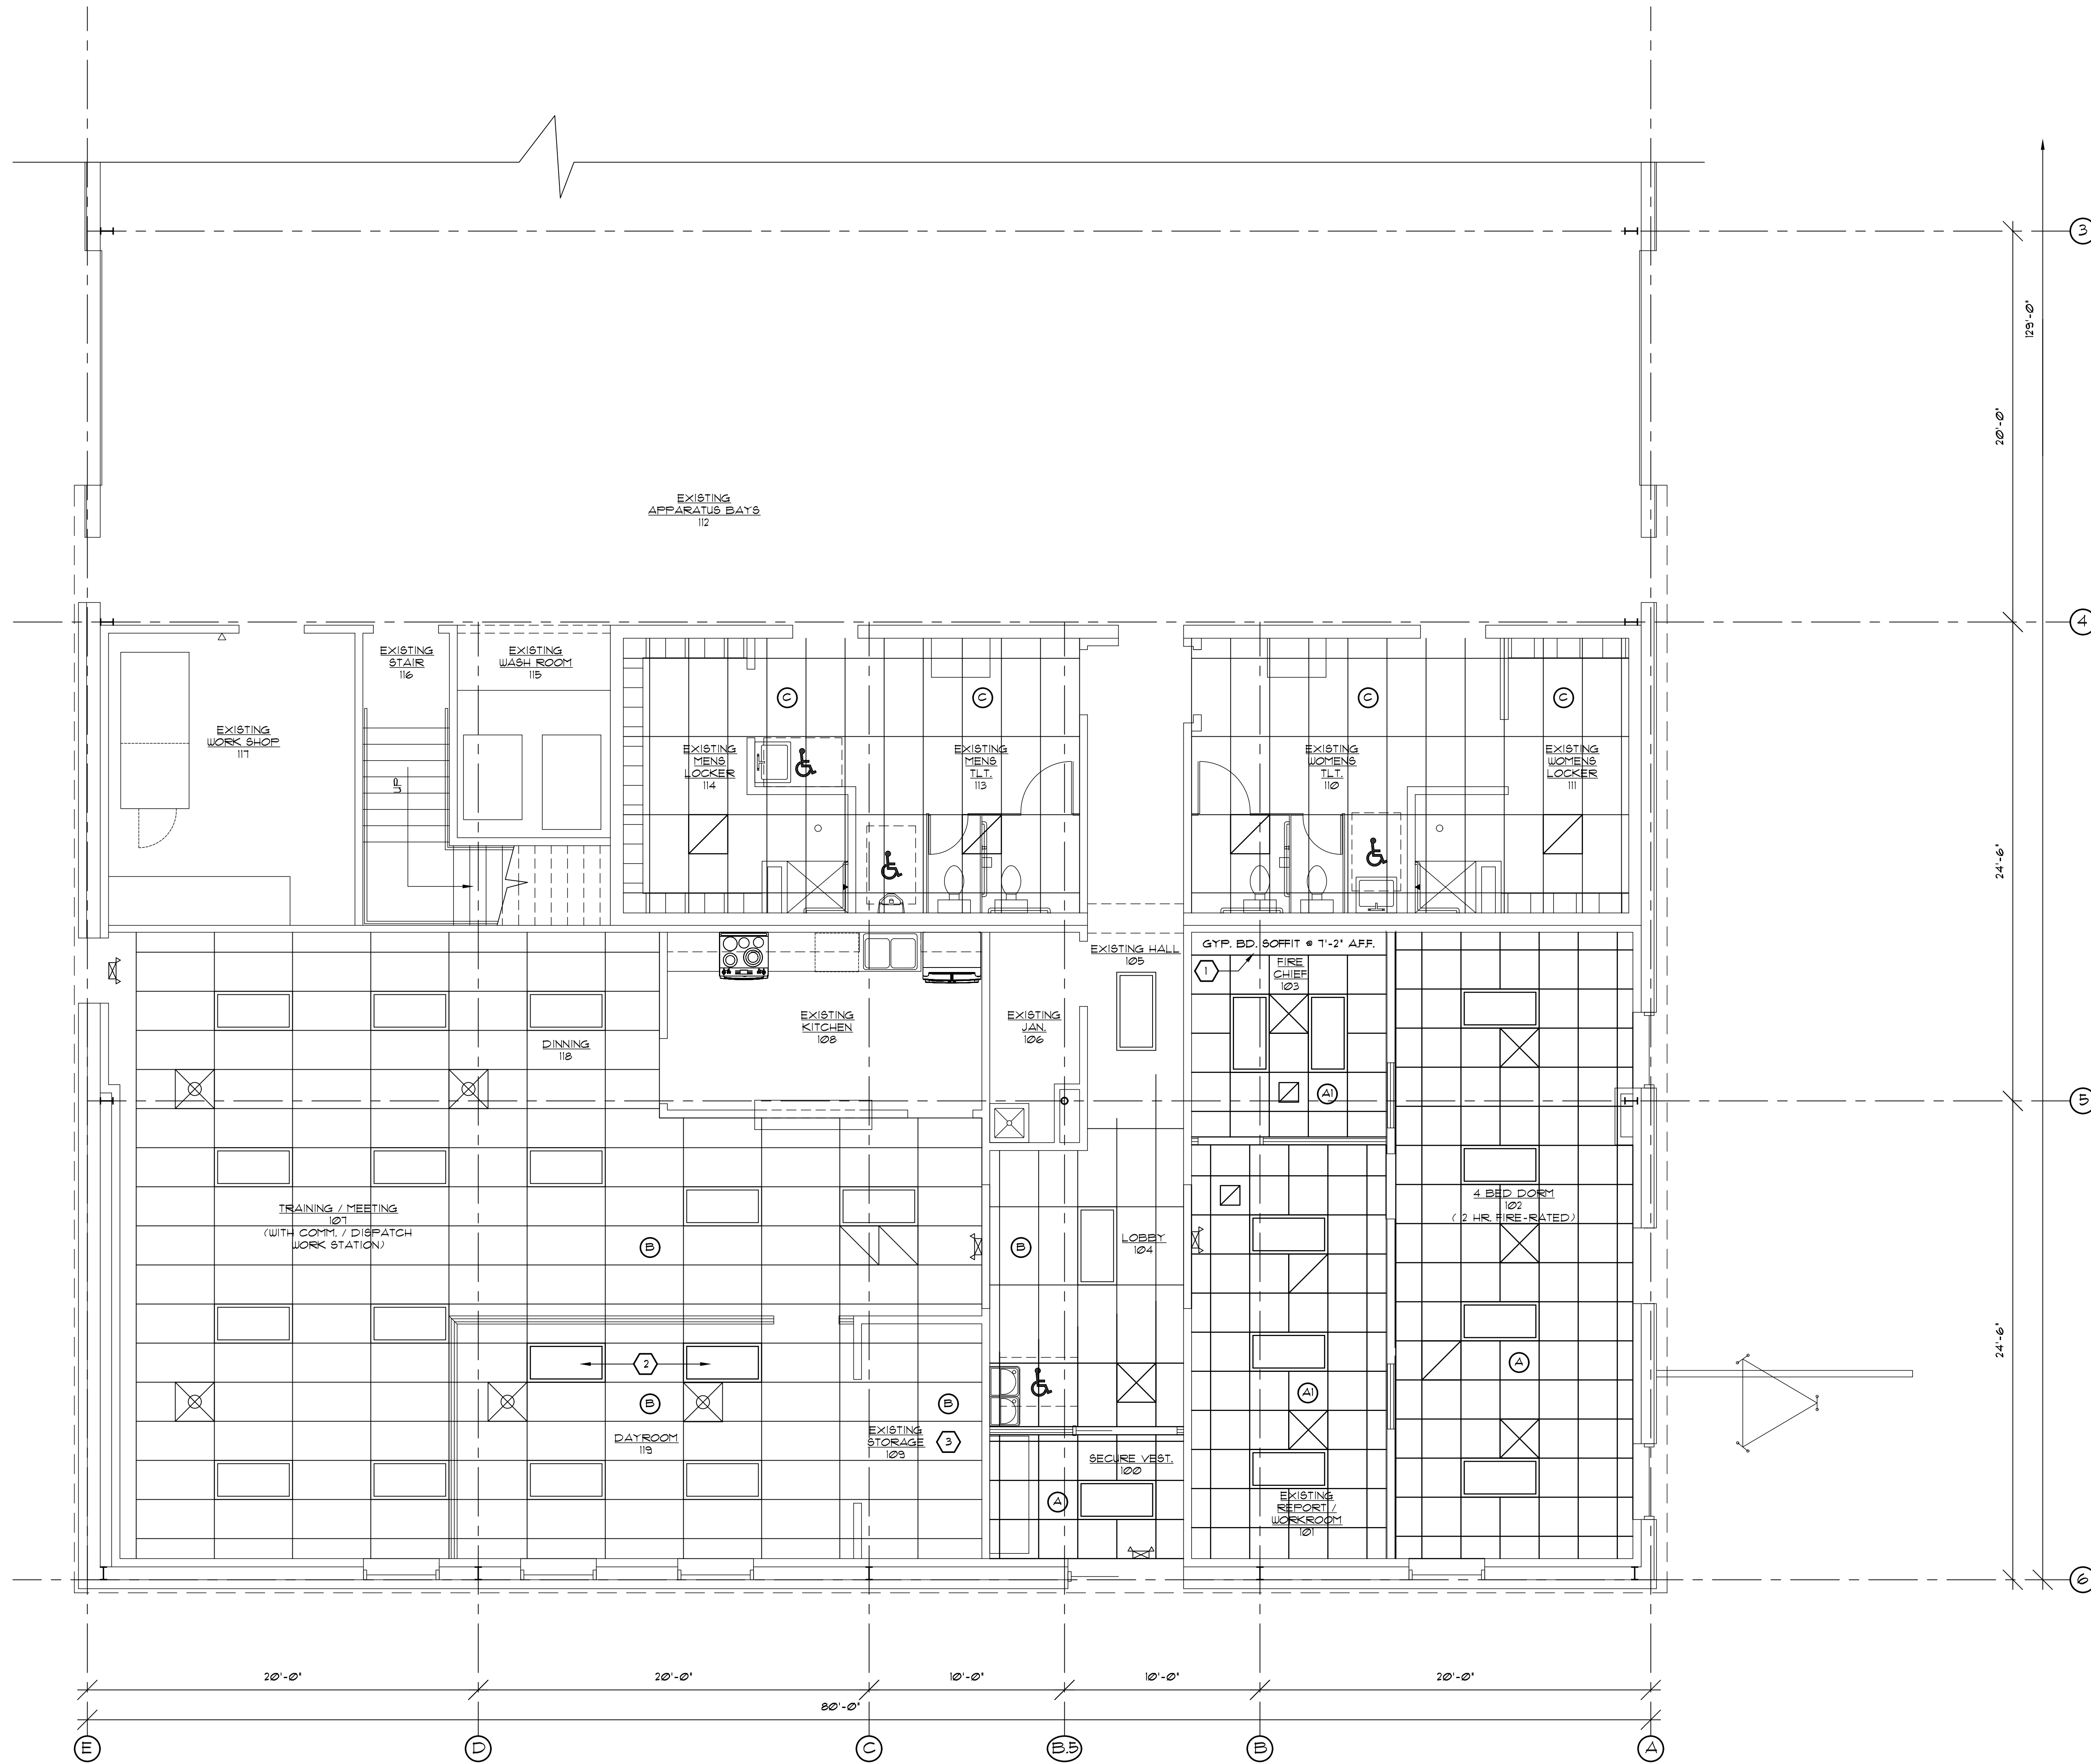 3
129'-0"
20'-0"
EXISTING
APPARATUS BAYS
112
4
EXISTING
STAIR
116
EXISTING
WASH ROOM
115
C
C
C
C
EXISTING
WORK SHOP
117
UP
EXISTING
MENS
LOCKER
114
EXISTING
MENS
TLT.
113
EXISTING
WOMENS
TLT.
110
EXISTING
WOMENS
LOCKER
111
24'-6"
EXISTING HALL
105
GYP. BD. SOFFIT @ 7'-2" A.F.F.
1
FIRE
CHIEF
103
EXISTING
KITCHEN
108
EXISTING
JAN.
106
DINNING
118
A1
5
TRAINING / MEETING
107
(WITH COMM. / DISPATCH
WORK STATION)
B
B
LOBBY
104
4 BED DORM
102
( 2 HR. FIRE-RATED)
24'-6"
2
A
B
B
A1
DAYROOM
119
EXISTING
STORAGE
109
3
SECURE VEST.
100
A
EXISTING
REPORT /
WORKROOM
101
6
20'-0"
20'-0"
10'-0"
10'-0"
20'-0"
80'-0"
E
D
C
B.5
B
A